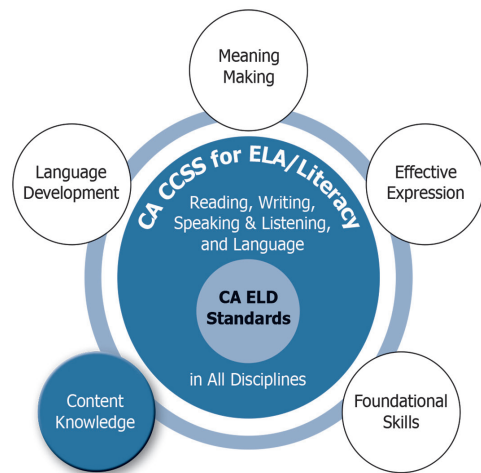 Meaning
Making
Language
Development
Effective
Expression
CA CCSS for ELA/Literacy
Reading, Writing,
Speaking & Listening,
and Language
CA ELD
Standards
in All Disciplines
Content
Knowledge
Foundational
Skills